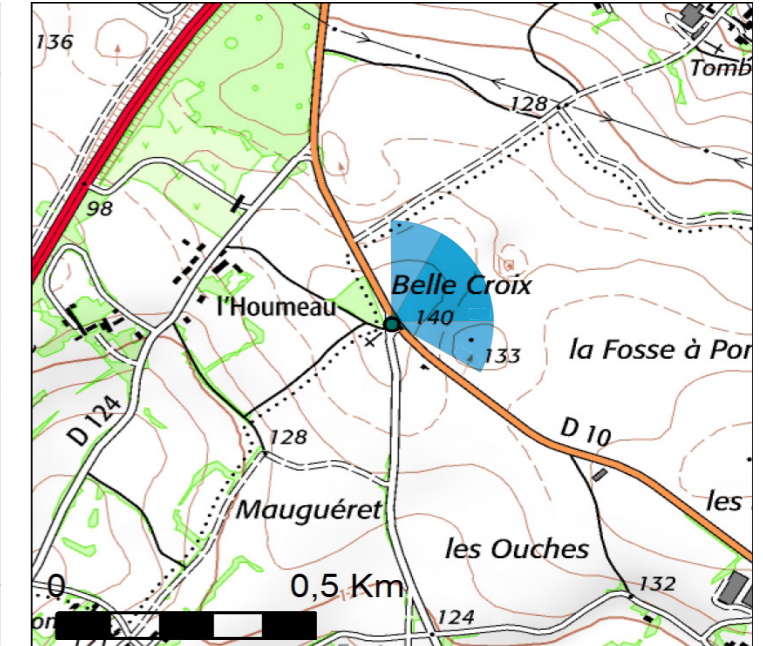 136
Tomb
128
98
Belle Croix
l'Houmeau
140
133
la Fosse à Por
D 124
D 10
128
Mauguéret
les
les Ouches
0
0,5 Km
132
on
124